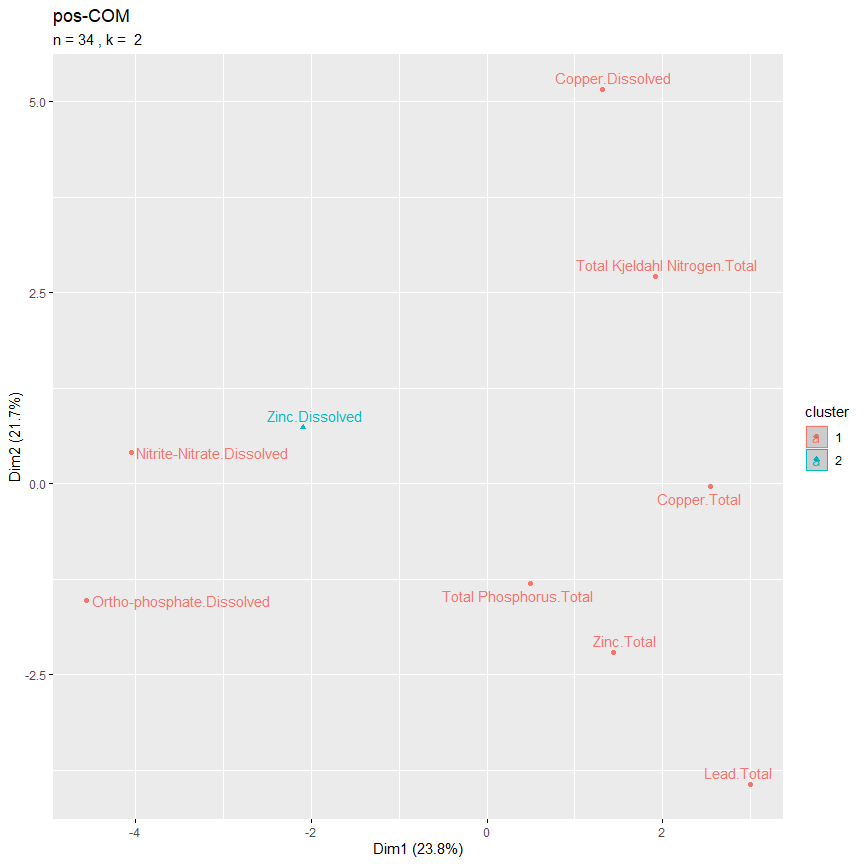 pos-COM
n = 34 , k =  2
Copper.Dissolved
5.0
Total Kjeldahl Nitrogen.Total
2.5
Zinc.Dissolved
Nitrite-Nitrate.Dissolved
cluster
1
2
Dim2 (21.7%)
0.0
Copper.Total
Total Phosphorus.Total
Ortho-phosphate.Dissolved
Zinc.Total
-2.5
Lead.Total
-4
-2
0
2
Dim1 (23.8%)